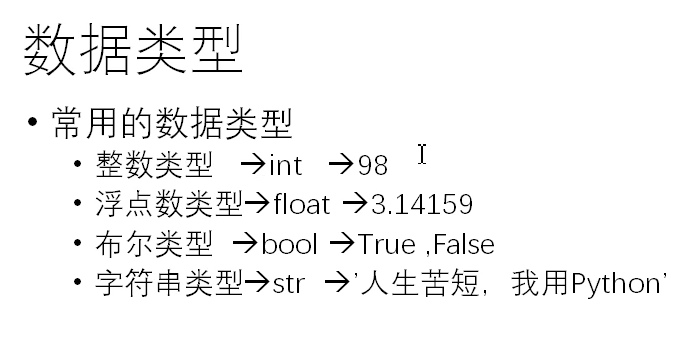 数据类型
• 常用的数据类型
• 整数类型 →int →98
• 浮点数类型→float →3.14159
• 布尔类型 →bool →True ,False
• 字符串类型→str →'人生苦短，我用Python'